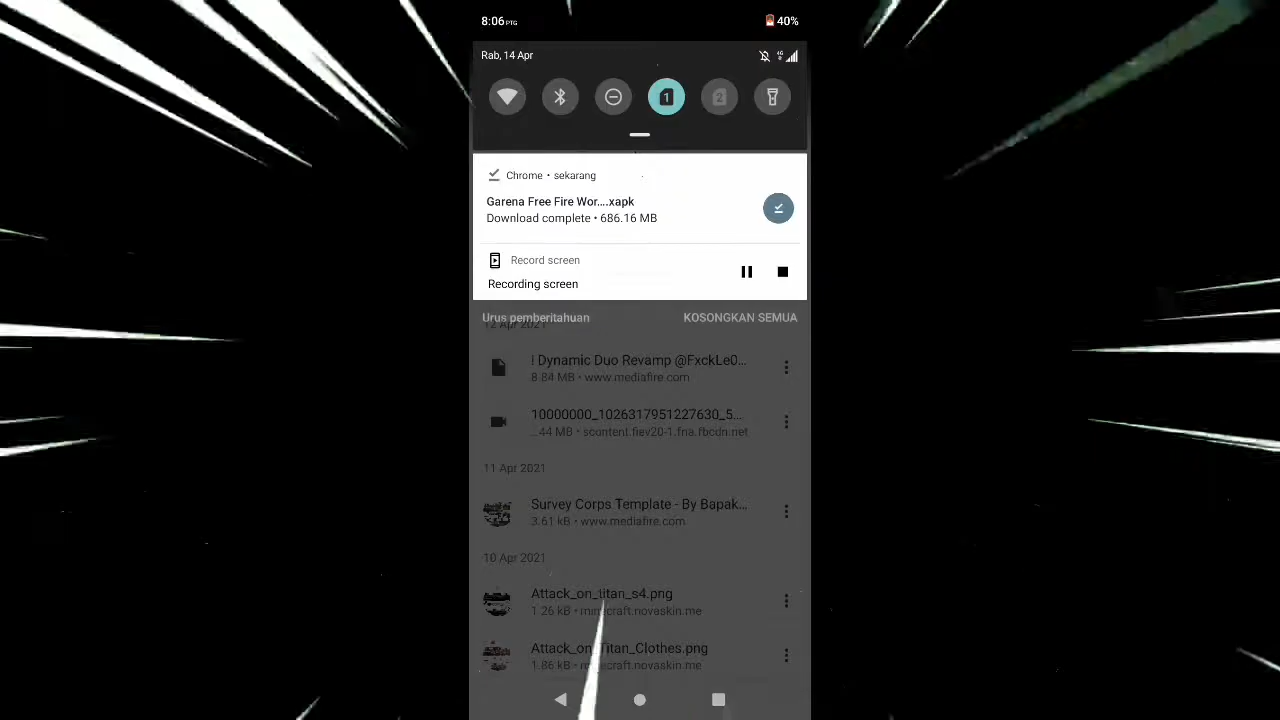 8:06 PTG
40%
Rab, 14 Apr
4G
1
2
Chrome • sekarang
Garena Free Fire Wor....xapk
Download complete • 686.16 MB
Record screen
Recording screen
Urus pemberitahuan
KOSONGKAN SEMUA
12 Apr 2021
! Dynamic Duo Revamp @FxckLe0...
8.84 MB • www.mediafire.com
10000000_1026317951227630_5...
...44 MB • scontent.fiev20-1.fna.fbcdn.net
11 Apr 2021
Survey Corps Template - By Bapak...
3.61 kB • www.mediafire.com
10 Apr 2021
Attack_on_titan_s4.png
1.26 kB • minecraft.novaskin.me
Attack_on_Titan_Clothes.png
1.86 kB • minecraft.novaskin.me